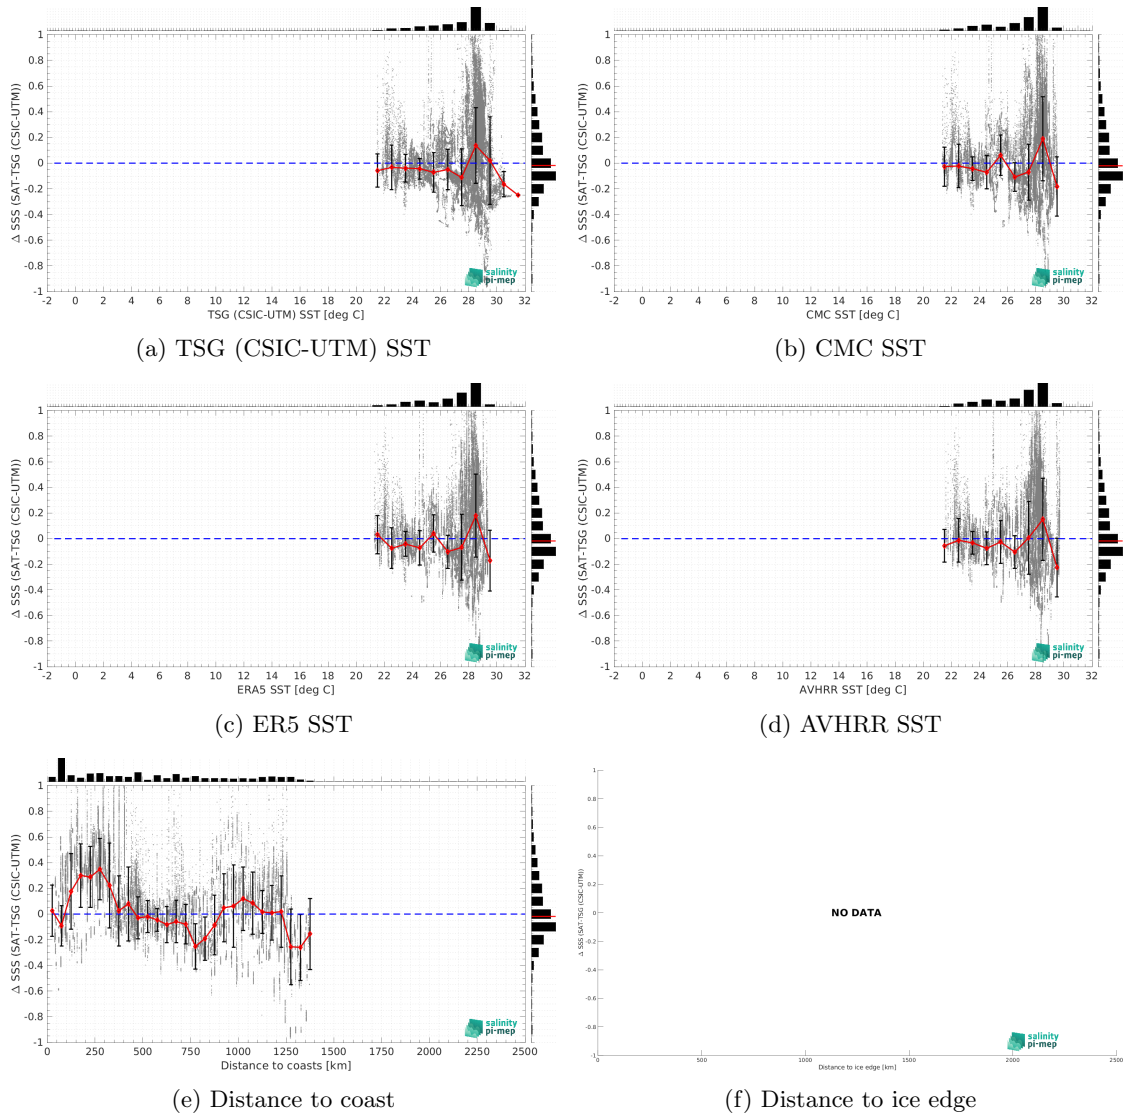 1
0.8
0.6
0.4
0.2
0
-0.2
-0.4
-0.6
-0.8
-1
Δ SSS (SAT-TSG (CSIC-UTM))
-2 0 2 4 6 8 10 12 14 16 18 20 22 24 26 28 30 32
TSG (CSIC-UTM) SST [deg C]
salinity
pi-mep
(a) TSG (CSIC-UTM) SST
1
0.8
0.6
0.4
0.2
0
-0.2
-0.4
-0.6
-0.8
-1
Δ SSS (SAT-TSG (CSIC-UTM))
-2 0 2 4 6 8 10 12 14 16 18 20 22 24 26 28 30 32
CMC SST [deg C]
salinity
pi-mep
(b) CMC SST
1
0.8
0.6
0.4
0.2
0
-0.2
-0.4
-0.6
-0.8
-1
Δ SSS (SAT-TSG (CSIC-UTM))
-2 0 2 4 6 8 10 12 14 16 18 20 22 24 26 28 30 32
ERA5 SST [deg C]
salinity
pi-mep
(c) ER5 SST
1
0.8
0.6
0.4
0.2
0
-0.2
-0.4
-0.6
-0.8
-1
Δ SSS (SAT-TSG (CSIC-UTM))
-2 0 2 4 6 8 10 12 14 16 18 20 22 24 26 28 30 32
AVHRR SST [deg C]
salinity
pi-mep
(d) AVHRR SST
1
0.8
0.6
0.4
0.2
0
-0.2
-0.4
-0.6
-0.8
-1
Δ SSS (SAT-TSG (CSIC-UTM))
0 250 500 750 1000 1250 1500 1750 2000 2250 2500
Distance to coasts [km]
salinity
pi-mep
(e) Distance to coast
1
0.8
0.6
0.4
0.2
0
-0.2
-0.4
-0.6
-0.8
-1
Δ SSS (SAT-TSG (CSIC-UTM))
NO DATA
0 500 1000 1500 2000 2500
Distance to ice edge [km]
salinity
pi-mep
(f) Distance to ice edge